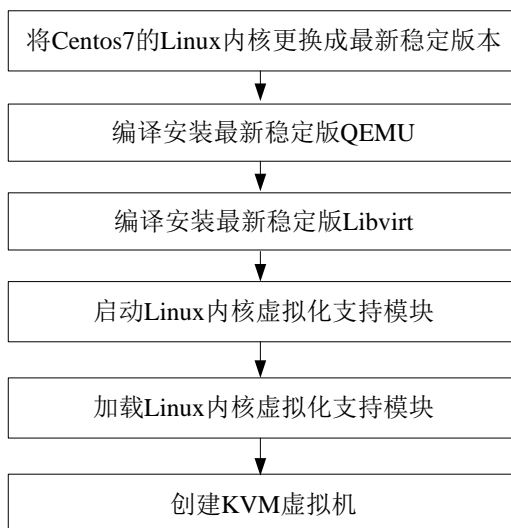 将Centos7的Linux内核更换成最新稳定版本
编译安装最新稳定版QEMU
编译安装最新稳定版Libvirt
启动Linux内核虚拟化支持模块
加载Linux内核虚拟化支持模块
创建KVM虚拟机